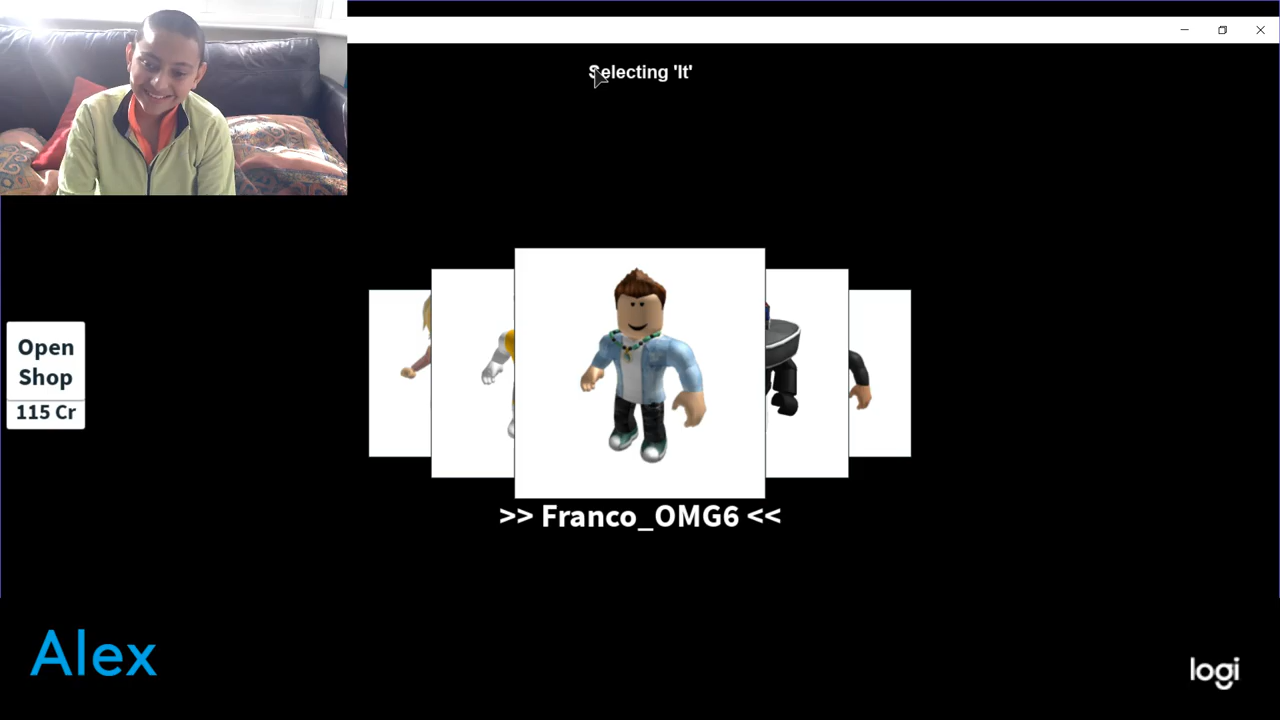 Selecting 'It'
Open
Shop
115 Cr
>> Franco_OMG6 <<
Alex
logi